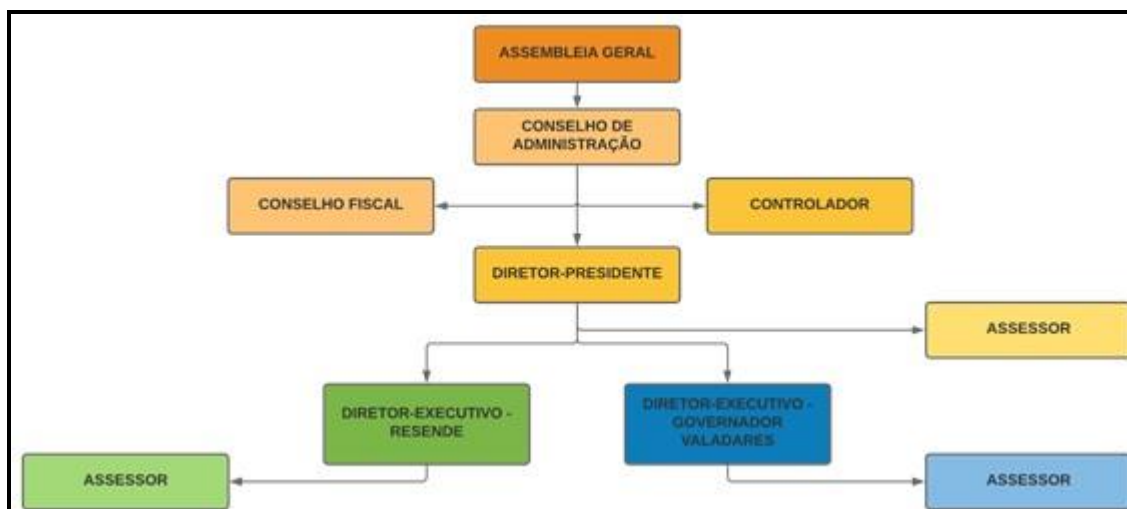 ASSEMBLEIA GERAL
CONSELHO DE
ADMINISTRAÇÃO
CONSELHO FISCAL
CONTROLADOR
DIRETOR-PRESIDENTE
ASSESSOR
DIRETOR-EXECUTIVO -
RESENDE
DIRETOR-EXECUTIVO -
GOVERNADOR
VALADARES
ASSESSOR
ASSESSOR